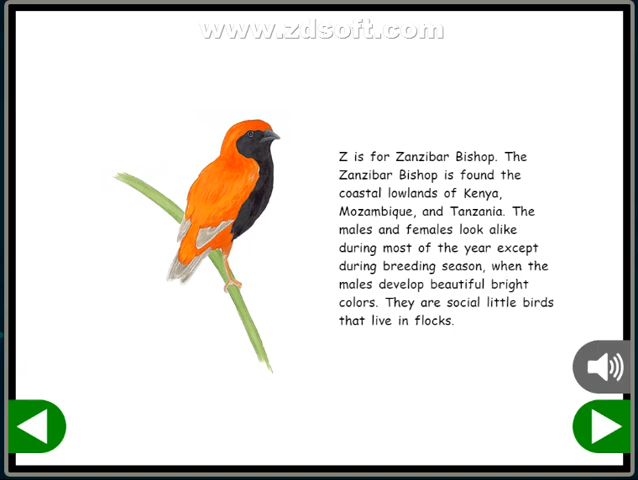 www.zdsoft.com
Z is for Zanzibar Bishop. The
Zanzibar Bishop is found the
coastal lowlands of Kenya,
Mozambique, and Tanzania. The
males and females look alike
during most of the year except
during breeding season, when the
males develop beautiful bright
colors. They are social little birds
that live in flocks.